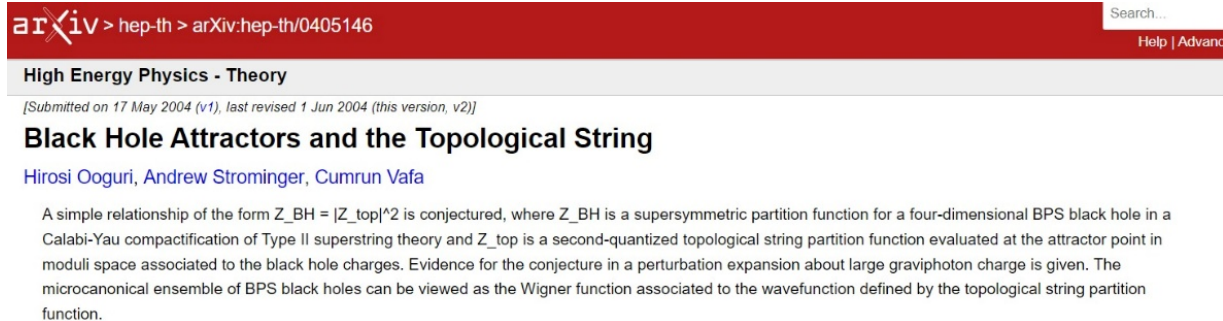 arXiv > hep-th > arXiv:hep-th/0405146
Search...
Help | Advanc
High Energy Physics - Theory
[Submitted on 17 May 2004 (v1), last revised 1 Jun 2004 (this version, v2)]
Black Hole Attractors and the Topological String
Hirosi Ooguri, Andrew Strominger, Cumrun Vafa
A simple relationship of the form Z_BH = |Z_top|^2 is conjectured, where Z_BH is a supersymmetric partition function for a four-dimensional BPS black hole in a
Calabi-Yau compactification of Type II superstring theory and Z_top is a second-quantized topological string partition function evaluated at the attractor point in
moduli space associated to the black hole charges. Evidence for the conjecture in a perturbation expansion about large graviphoton charge is given. The
microcanonical ensemble of BPS black holes can be viewed as the Wigner function associated to the wavefunction defined by the topological string partition
function.